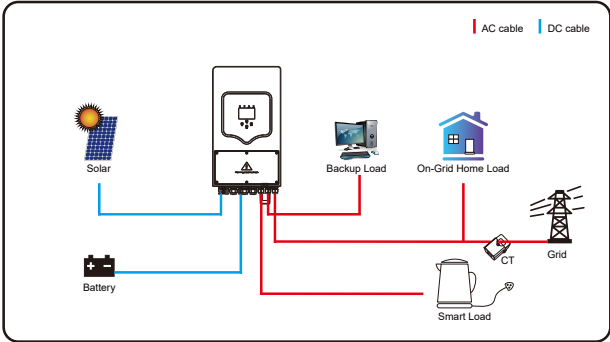 AC cable
DC cable
Solar
Backup Load
On-Grid Home Load
CT
Grid
Battery
Smart Load